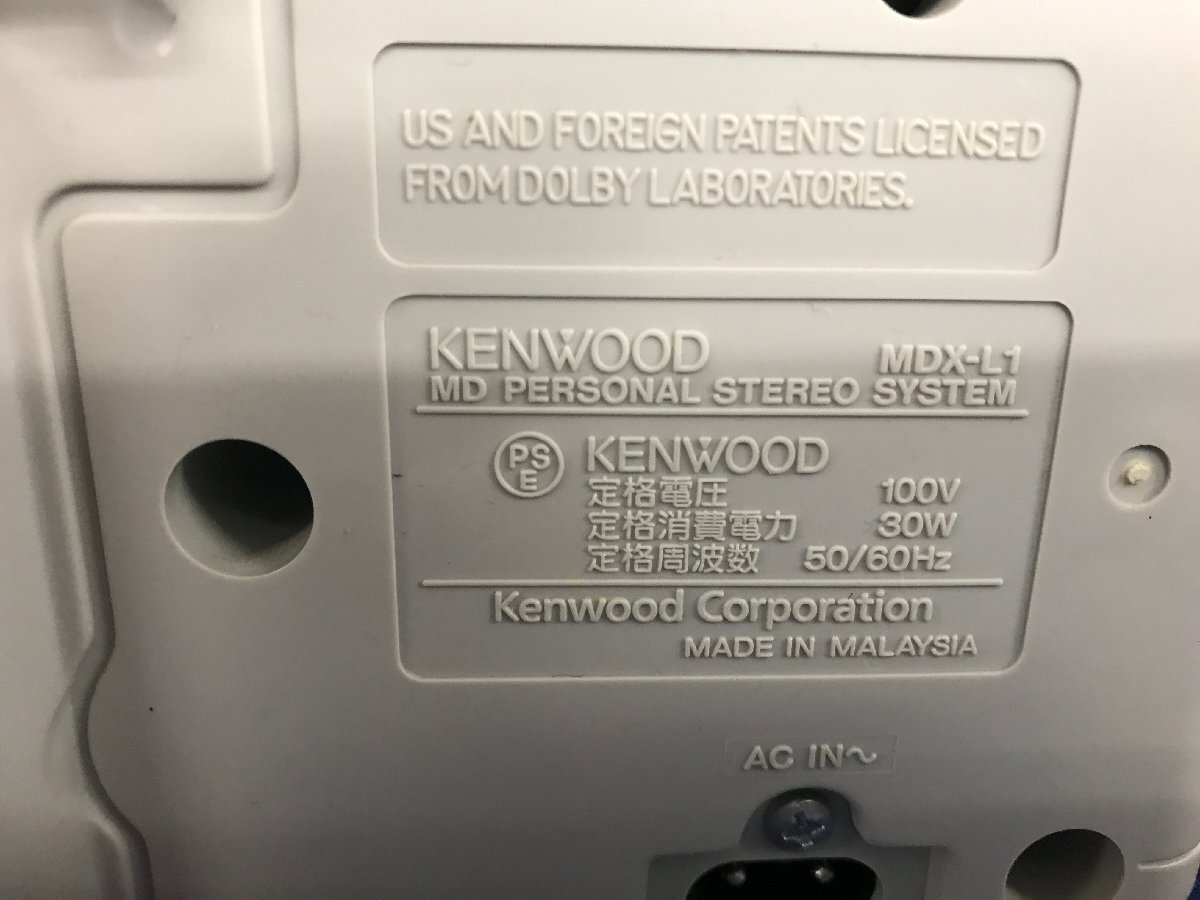 US AND FOREIGN PATENTS LICENSED
FROM DOLBY LABORATORIES.
KENWOOD MDX-L1
MD PERSONAL STEREO SYSTEM
PS E KENWOOD
定格電圧 100V
定格消費電力 30W
定格周波数 50/60Hz
Kenwood Corporation
MADE IN MALAYSIA
AC IN~